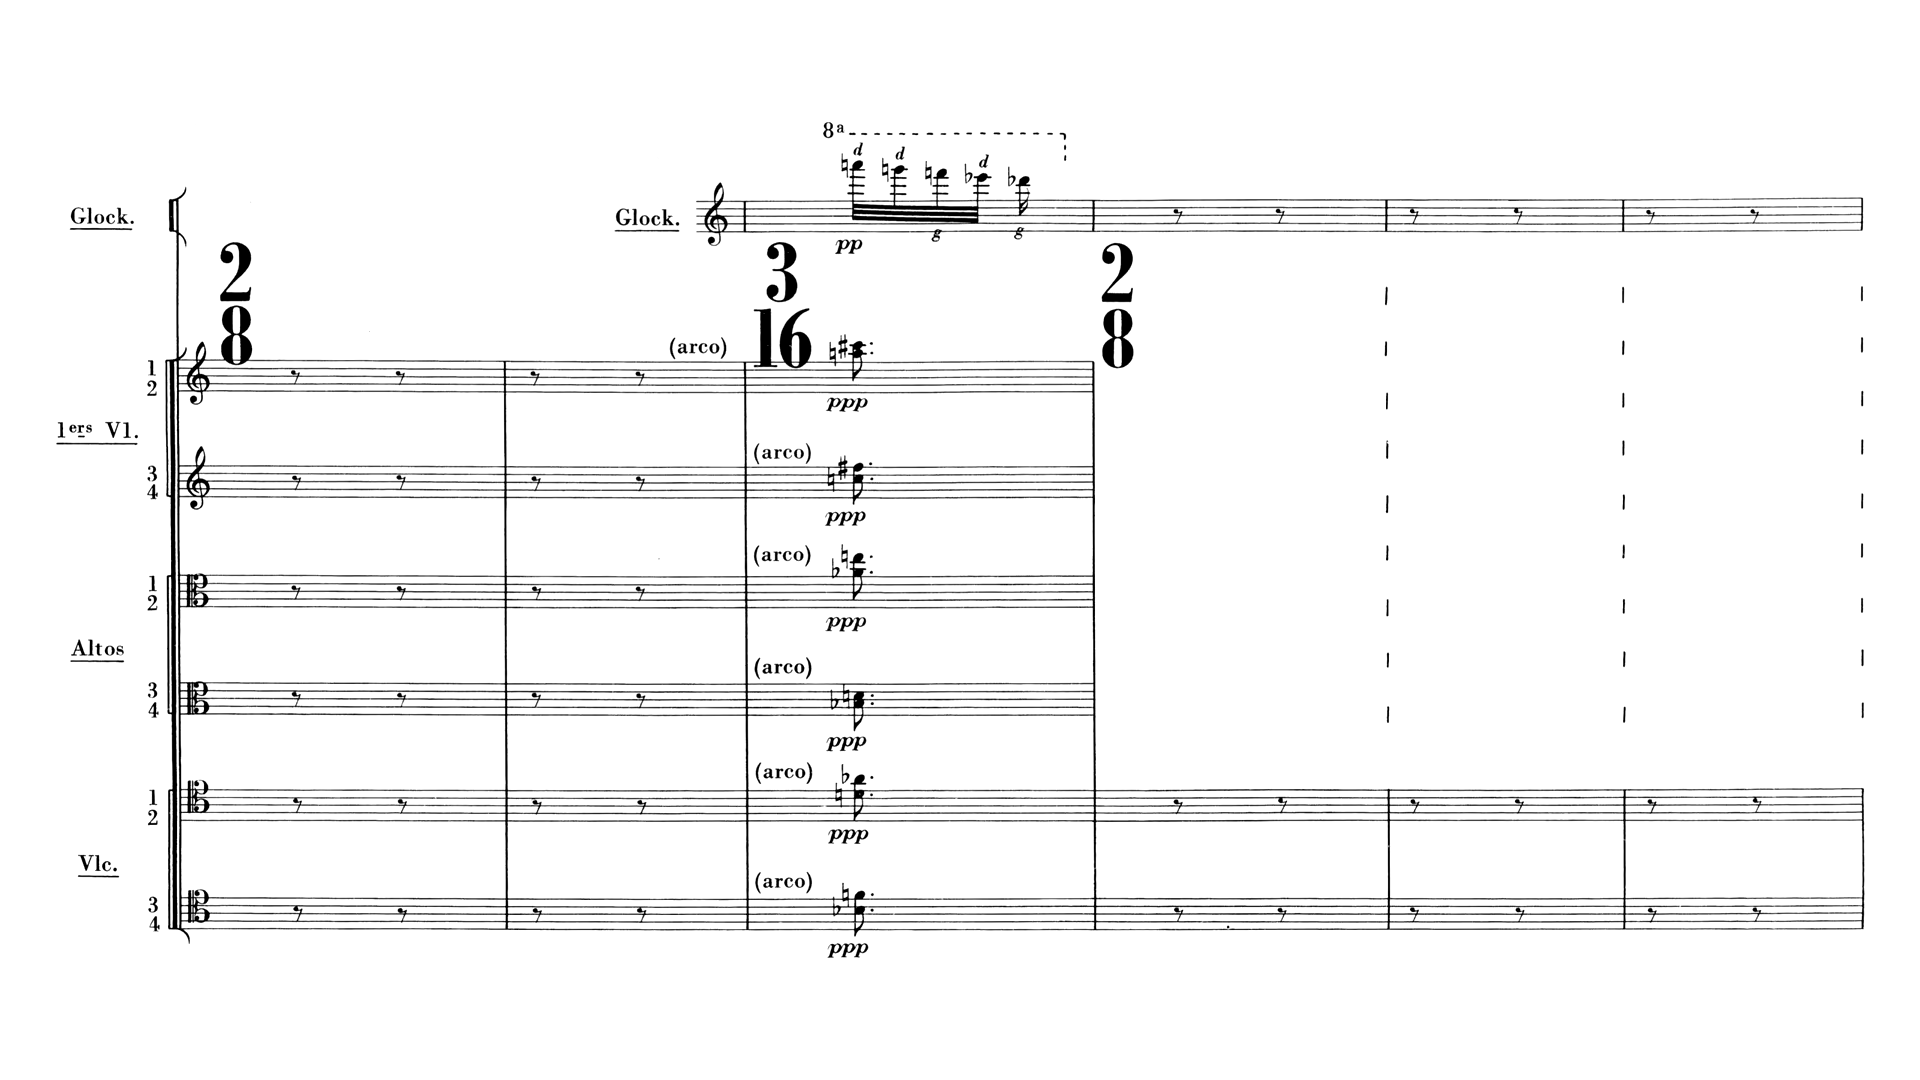 8ª
d d d
Glock.
Glock.
g g
pp
2
8
3
16
2
8
1
2
(arco)
ppp
1ers Vl.
3
4
(arco)
ppp
1
2
(arco)
ppp
Altos
3
4
(arco)
ppp
1
2
(arco)
ppp
Vlc.
3
4
(arco)
ppp